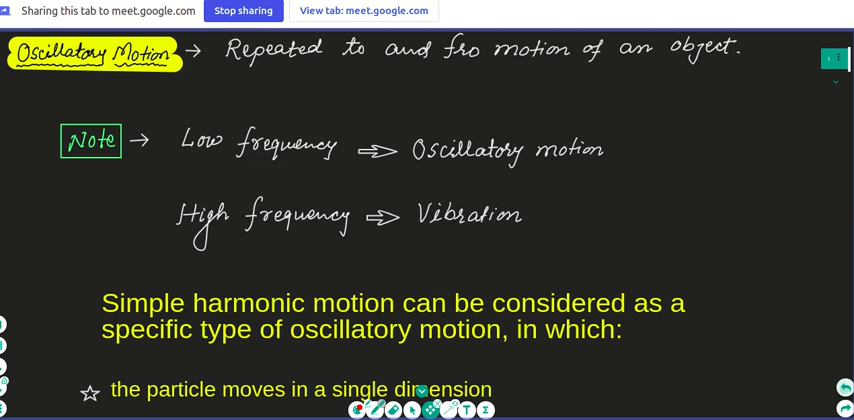 Sharing this tab to meet.google.com Stop sharing View tab: meet.google.com
Oscillatory Motion → Repeated to and fro motion of an object.
1
Note → Low frequency ⇒ Oscillatory motion
High frequency ⇒ Vibration
Simple harmonic motion can be considered as a
specific type of oscillatory motion, in which:
☆ the particle moves in a single dimension
T Σ